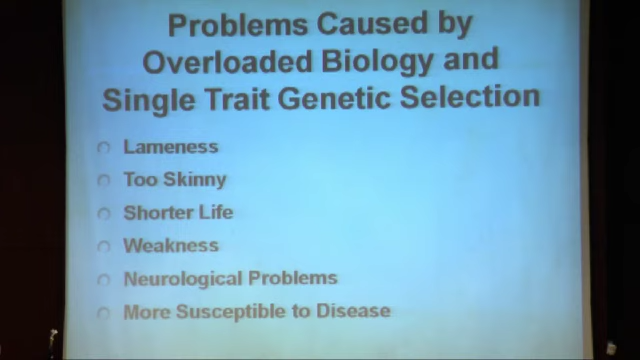 Problems Caused by
Overloaded Biology and
Single Trait Genetic Selection
Lameness
Too Skinny
Shorter Life
Weakness
Neurological Problems
More Susceptible to Disease